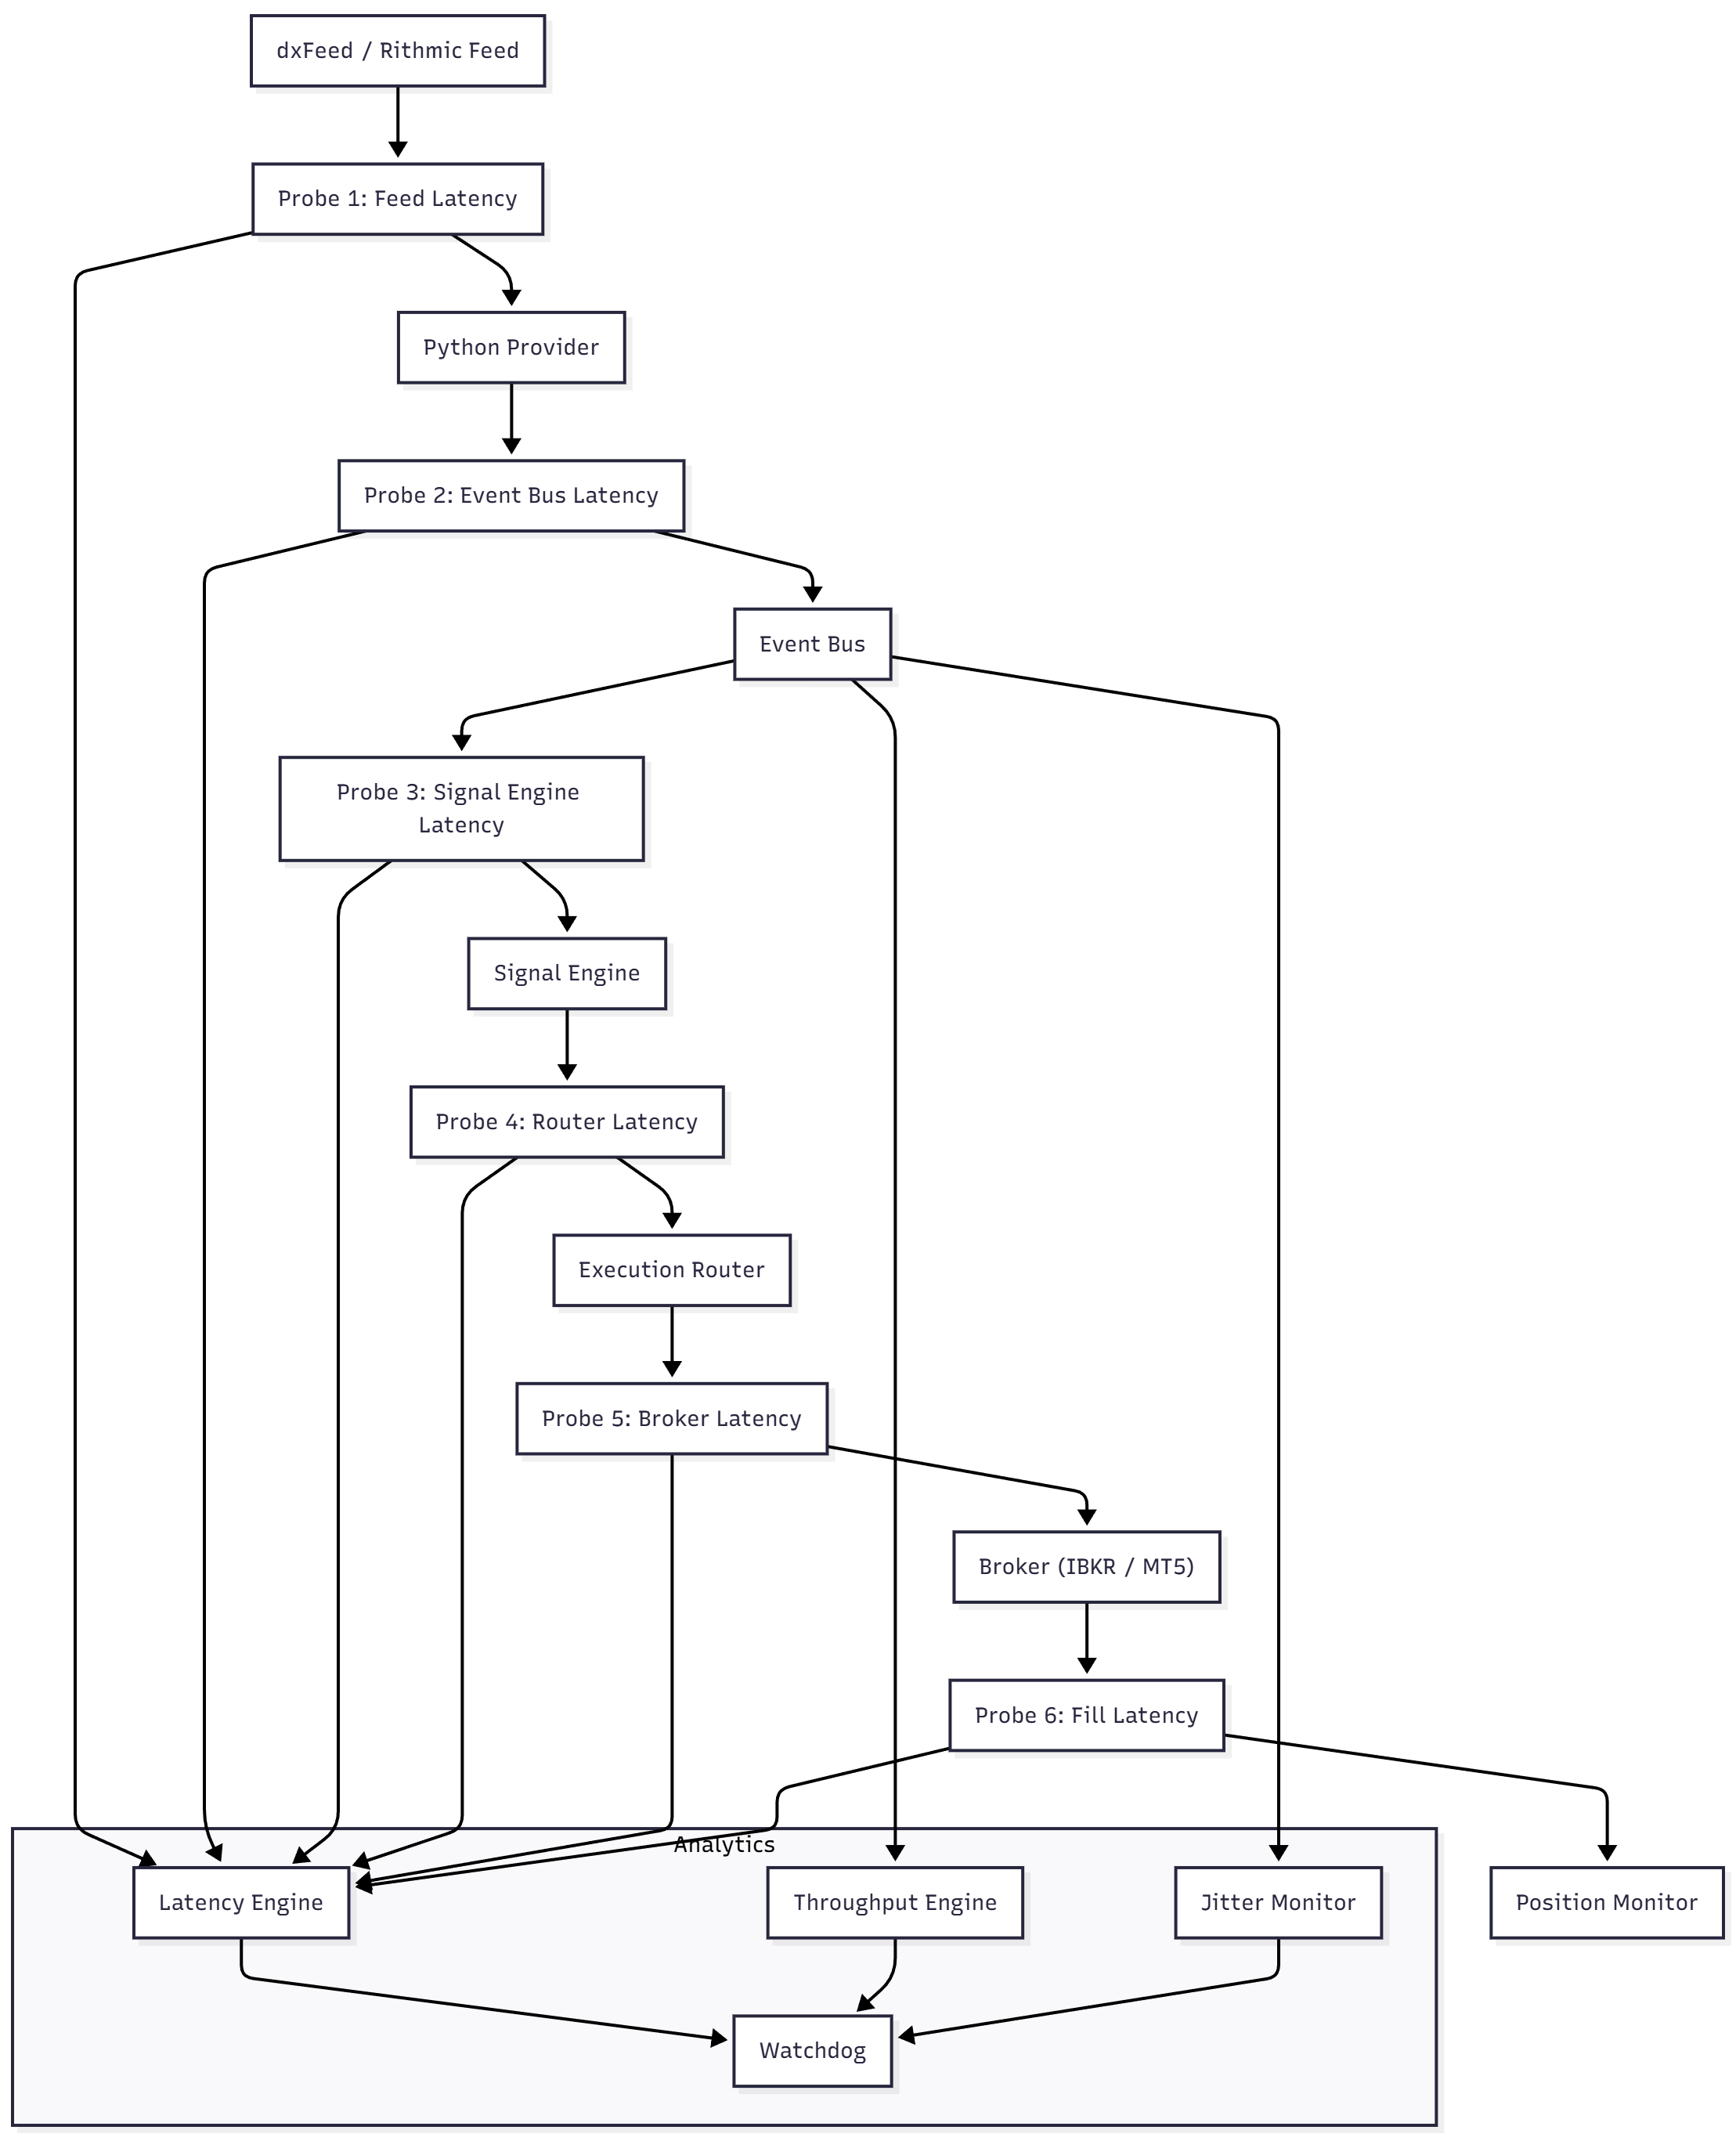 dxFeed / Rithmic Feed
Probe 1: Feed Latency
Python Provider
Probe 2: Event Bus Latency
Event Bus
Probe 3: Signal Engine
Latency
Signal Engine
Probe 4: Router Latency
Execution Router
Probe 5: Broker Latency
Broker (IBKR / MT5)
Probe 6: Fill Latency
Analytics
Latency Engine
Throughput Engine
Jitter Monitor
Position Monitor
Watchdog